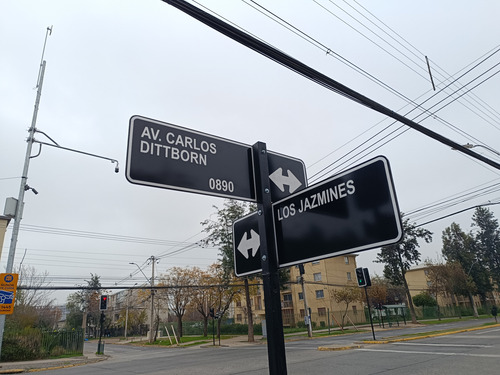 AV. CARLOS
DITTBORN
0890
LOS JAZMINES